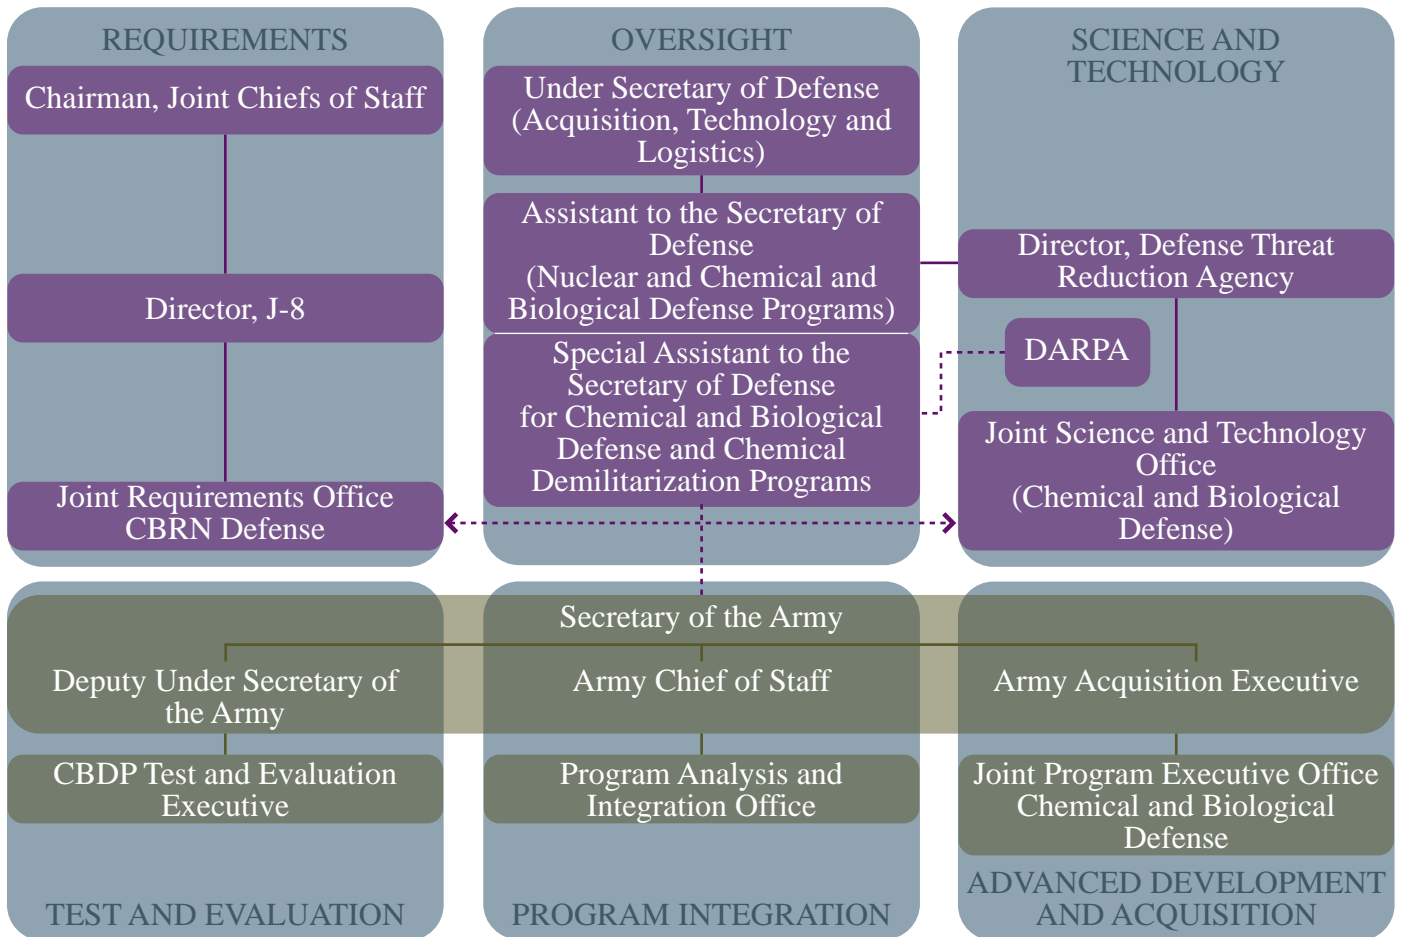 REQUIREMENTS
Chairman, Joint Chiefs of Staff
Director, J-8
Joint Requirements Office
CBRN Defense
OVERSIGHT
Under Secretary of Defense
(Acquisition, Technology and
Logistics)
Assistant to the Secretary of
Defense
(Nuclear and Chemical and
Biological Defense Programs)
Special Assistant to the
Secretary of Defense
for Chemical and Biological
Defense and Chemical
Demilitarization Programs
SCIENCE AND
TECHNOLOGY
Director, Defense Threat
Reduction Agency
DARPA
Joint Science and Technology
Office
(Chemical and Biological
Defense)
Secretary of the Army
Deputy Under Secretary of
the Army
Army Chief of Staff
Army Acquisition Executive
CBDP Test and Evaluation
Executive
Program Analysis and
Integration Office
Joint Program Executive Office
Chemical and Biological
Defense
TEST AND EVALUATION
PROGRAM INTEGRATION
ADVANCED DEVELOPMENT
AND ACQUISITION